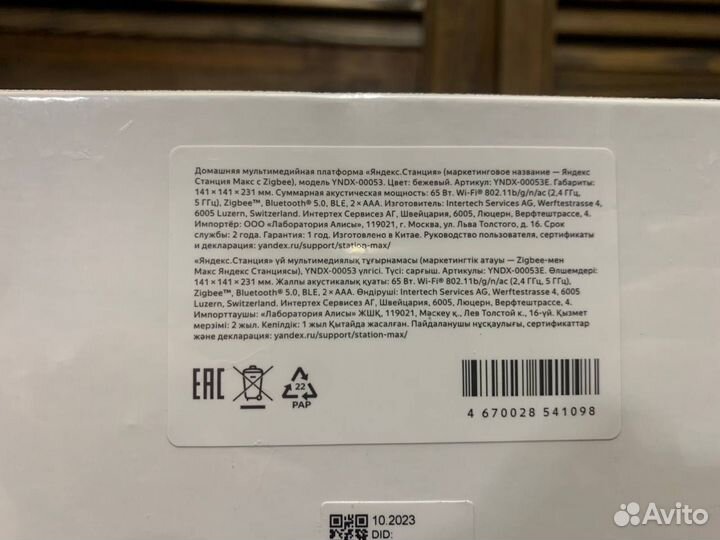 Домашняя мультимедийная платформа «Яндекс.Станция» (маркетинговое название — Яндекс
Станция Макс с Zigbee), модель YNDX-00053. Цвет: бежевый. Артикул: YNDX-00053E. Габариты:
141 × 141 × 231 мм. Суммарная акустическая мощность: 65 Вт. Wi-Fi® 802.11b/g/n/ac (2,4 ГГц,
5 ГГц), Zigbee™, Bluetooth® 5.0, BLE, 2 × AAA. Изготовитель: Intertech Services AG, Werftestrasse 4,
6005 Luzern, Switzerland. Интертех Сервисез АГ, Швейцария, 6005, Люцерн, Верфтештрассе, 4.
Импортёр: ООО «Лаборатория Алисы», 119021, г. Москва, ул. Льва Толстого, д. 16. Срок
службы: 2 года. Гарантия: 1 год. Изготовлено в Китае. Руководство пользователя, сертификаты
и декларация: yandex.ru/support/station-max/
«Яндекс.Станция» үй мультимедиялық тұғырнамасы (маркетингтік атауы — Zigbee-мен
Макс Яндекс Станциясы), YNDX-00053 үлгісі. Түсі: сарғыш. Артикулы: YNDX-00053E. Өлшемдері:
141 × 141 × 231 мм. Жалпы акустикалық қуаты: 65 Вт. Wi-Fi® 802.11b/g/n/ac (2,4 ГГц, 5 ГГц),
Zigbee™, Bluetooth® 5.0, BLE, 2 × AAA. Өндіруші: Intertech Services AG, Werftestrasse 4, 6005
Luzern, Switzerland. Интертех Сервисез АГ, Швейцария, 6005, Люцерн, Верфтештрассе, 4.
Импорттаушы: «Лаборатория Алисы» ЖШҚ, 119021, Мәскеу қ., Лев Толстой к., 16-үй. Қызмет
мерзімі: 2 жыл. Кепілдік: 1 жыл Қытайда жасалған. Пайдаланушы нұсқаулығы, сертификаттар
және декларация: yandex.ru/support/station-max/
EAC
22
PAP
4 670028 541098
10.2023
DID:
Avito